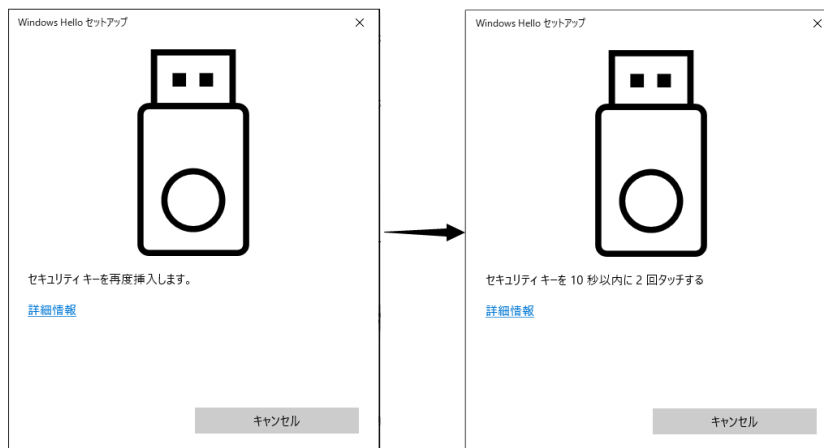 Windows Hello セットアップ
セキュリティ キーを再度挿入します。
詳細情報
キャンセル
Windows Hello セットアップ
セキュリティ キーを 10 秒以内に 2 回タッチする
詳細情報
キャンセル